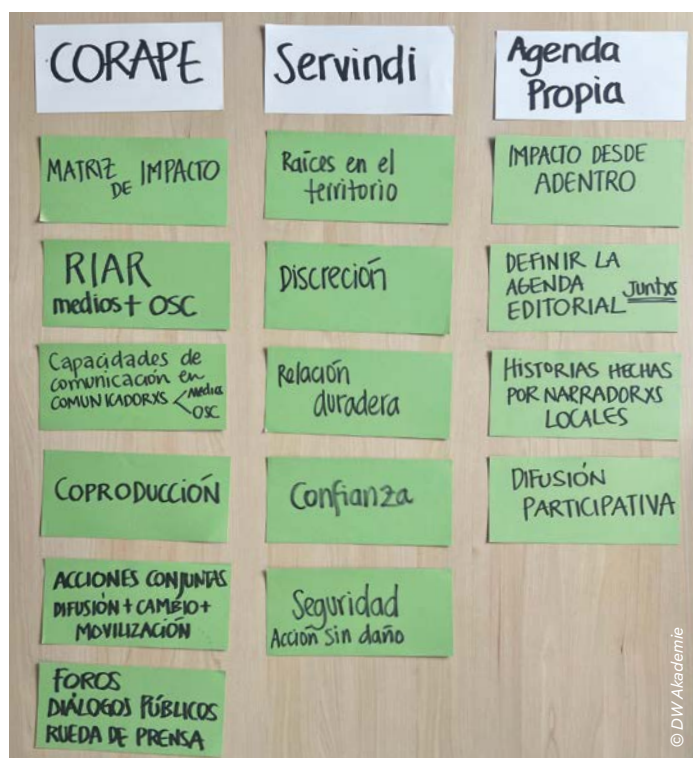 CORAPE
MATRIZ
DE IMPACTO
RIAR
medios + OSC
Capacidades de
comunicación en
COMUNICADORXS < Medios
OSC
COPRODUCCIÓN
ACCIONES CONJUNTAS
DIFUSIÓN + CAMBIO +
MOVILIZACIÓN
FOROS
DIÁLOGOS PÚBLICOS
RUEDA DE PRENSA
Servindi
Raíces en el
territorio
Discreción
Relación
duradera
Confianza
Seguridad
Acción sin daño
Agenda
Propia
IMPACTO DESDE
ADENTRO
DEFINIR LA
AGENDA
EDITORIAL Juntxs
HISTORIAS HECHAS
POR NARRADORXS
LOCALES
DIFUSIÓN
PARTICIPATIVA
© DW Akademie